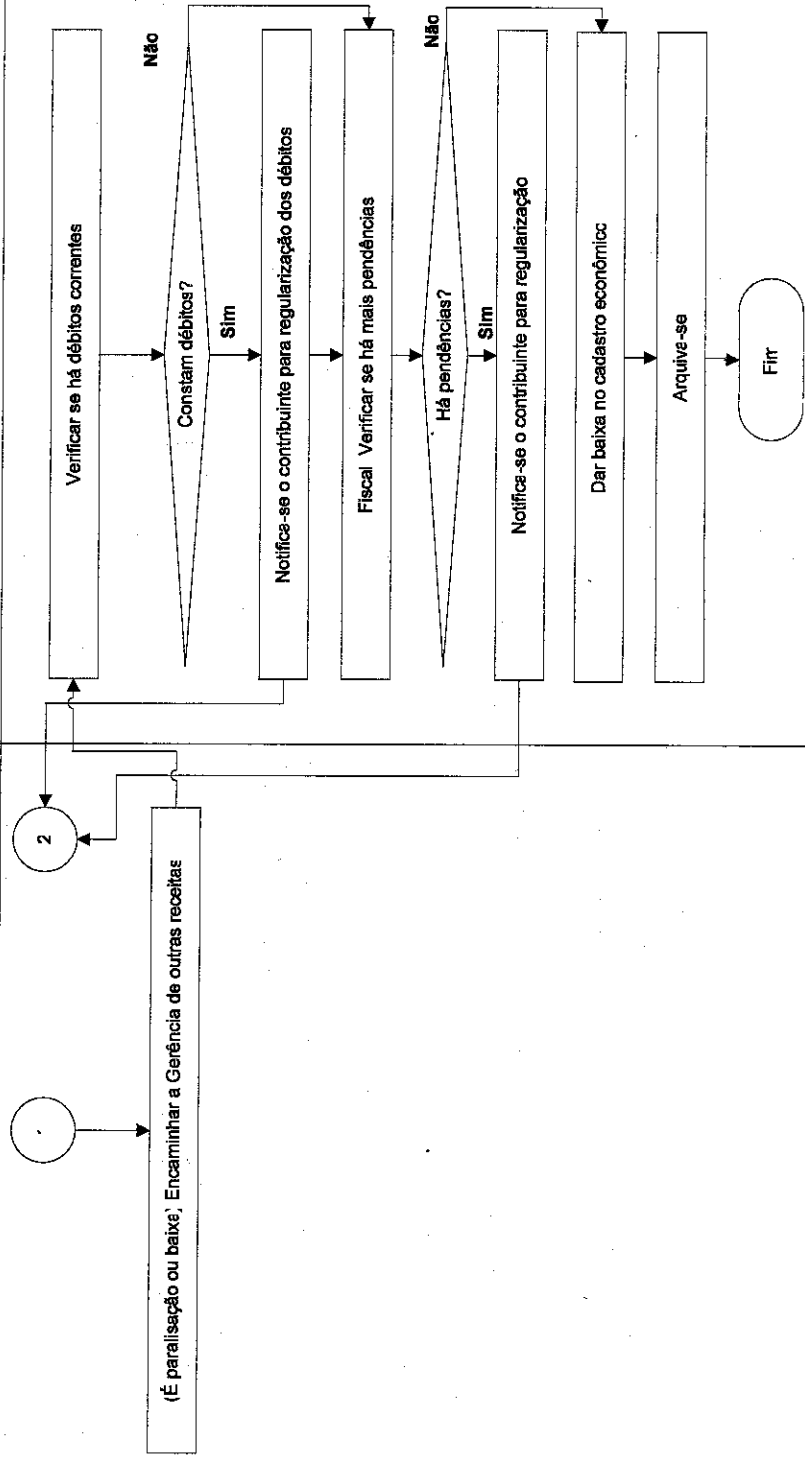 2
(É paralisação ou baixa) Encaminhar a Gerência de outras receitas
Verificar se há débitos correntes
Constam débitos?
Não
Sim
Notifica-se o contribuinte para regularização dos débitos
Fiscal Verificar se há mais pendências
Há pendências?
Não
Sim
Notifica-se o contribuinte para regularização
Dar baixa no cadastro econômico
Arquiva-se
Fim